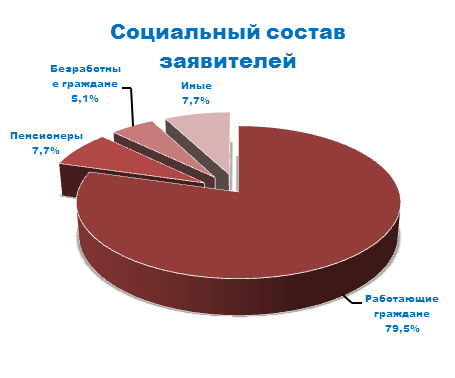 Социальный состав
заявителей
Безработны
е граждане
5,1%
Иные
7,7%
Пенсионеры
7,7%
Работающие
граждане
79,5%